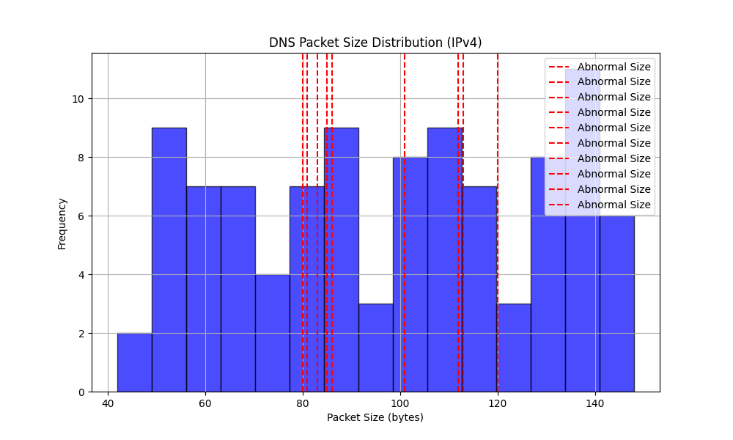 DNS Packet Size Distribution (IPv4)
Abnormal Size
Abnormal Size
Abnormal Size
Abnormal Size
Abnormal Size
Abnormal Size
Abnormal Size
Abnormal Size
Abnormal Size
Abnormal Size
Frequency
10
8
6
4
2
0
40 60 80 100 120 140
Packet Size (bytes)